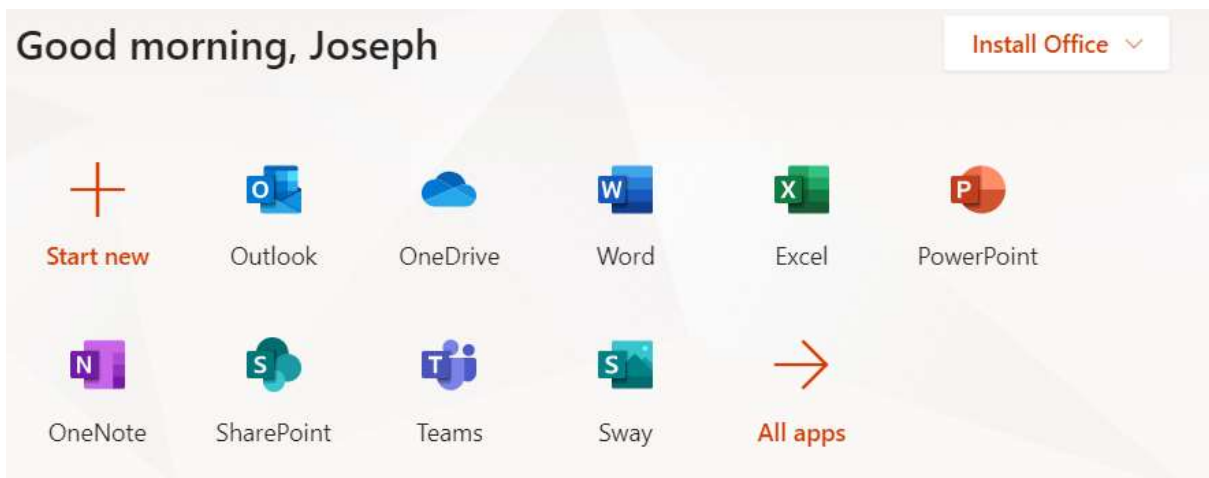 Good morning, Joseph
Install Office
Start new
Outlook
OneDrive
Word
Excel
PowerPoint
OneNote
SharePoint
Teams
Sway
All apps